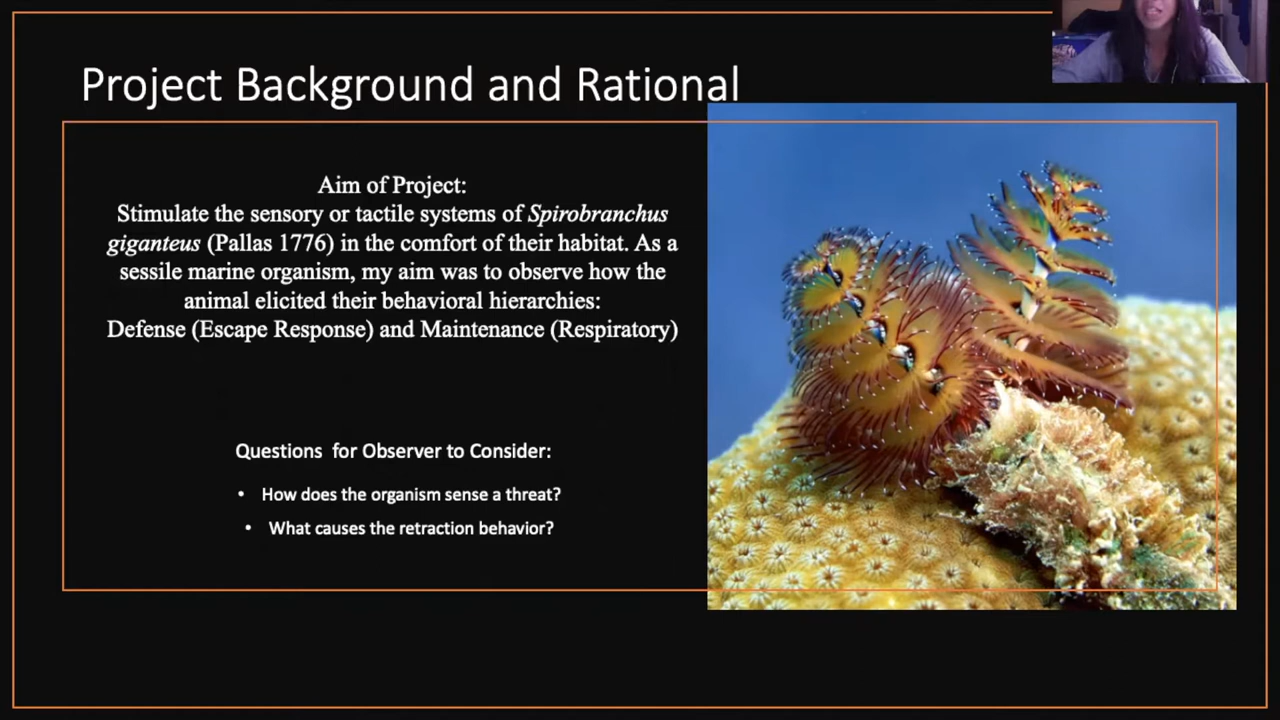 Project Background and Rational
Aim of Project:
Stimulate the sensory or tactile systems of Spirobranchus
giganteus (Pallas 1776) in the comfort of their habitat. As a
sessile marine organism, my aim was to observe how the
animal elicited their behavioral hierarchies:
Defense (Escape Response) and Maintenance (Respiratory)
Questions for Observer to Consider:
• How does the organism sense a threat?
• What causes the retraction behavior?